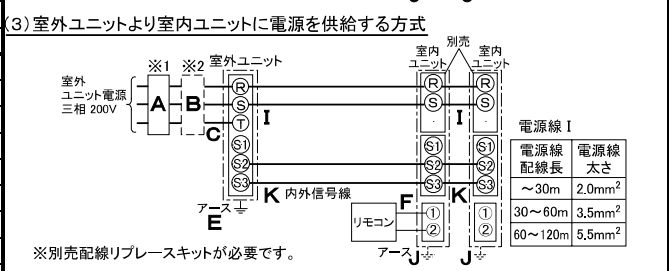 (3)室外ユニットより室内ユニットに電源を供給する方式
※1 ※2 室外ユニット
別売
室内ユニット 室内ユニット
室外
ユニット電源
三相 200V
A B C
R S T S1 S2 S3
I
R S S1 S2 S3
I
R S S1 S2 S3
K 内外信号線
F
K
リモコン
① ②
① ②
アース
E
アース J
J
電源線 I
電源線配線長 電源線太さ
～30m 2.0mm²
30～60m 3.5mm²
60～120m 5.5mm²
※別売配線リプレースキットが必要です。